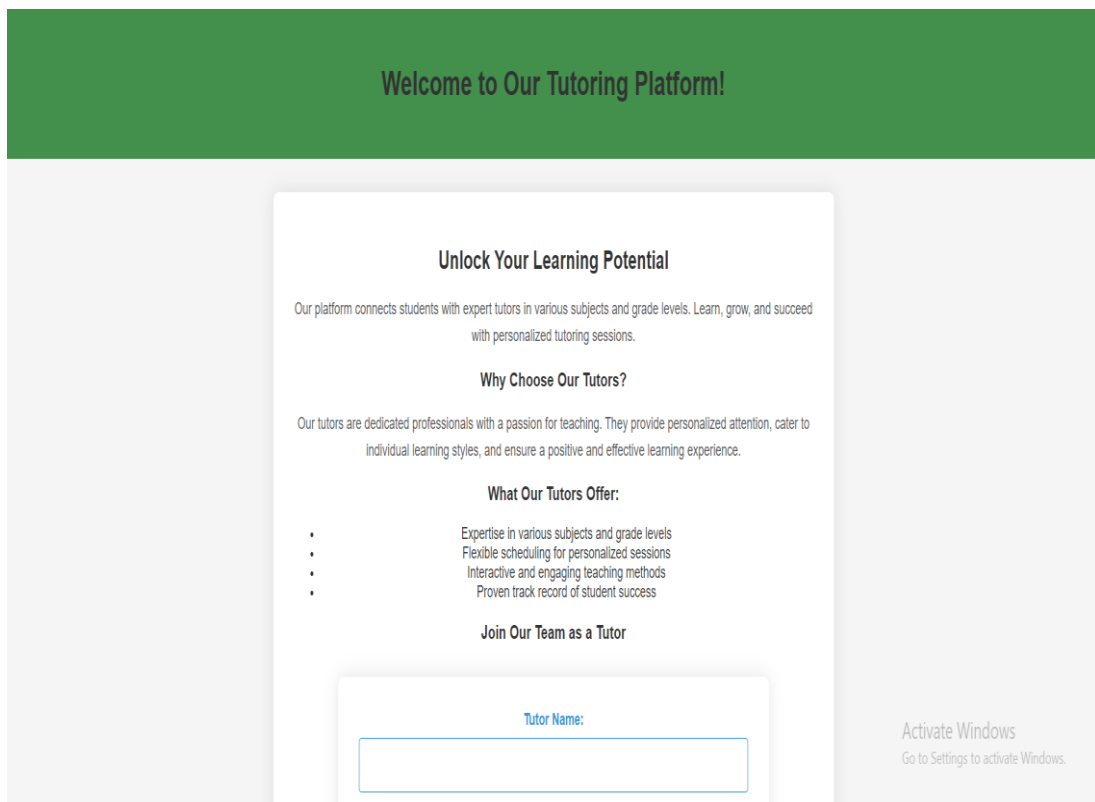 Welcome to Our Tutoring Platform!
Unlock Your Learning Potential
Our platform connects students with expert tutors in various subjects and grade levels. Learn, grow, and succeed
with personalized tutoring sessions.
Why Choose Our Tutors?
Our tutors are dedicated professionals with a passion for teaching. They provide personalized attention, cater to
individual learning styles, and ensure a positive and effective learning experience.
What Our Tutors Offer:
• Expertise in various subjects and grade levels
• Flexible scheduling for personalized sessions
• Interactive and engaging teaching methods
• Proven track record of student success
Join Our Team as a Tutor
Tutor Name:
Activate Windows
Go to Settings to activate Windows.